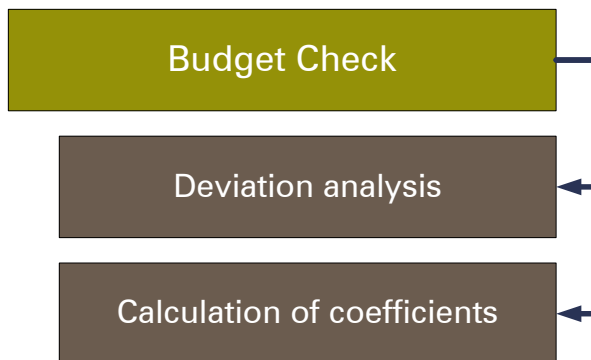 Budget Check
Deviation analysis
Calculation of coefficients